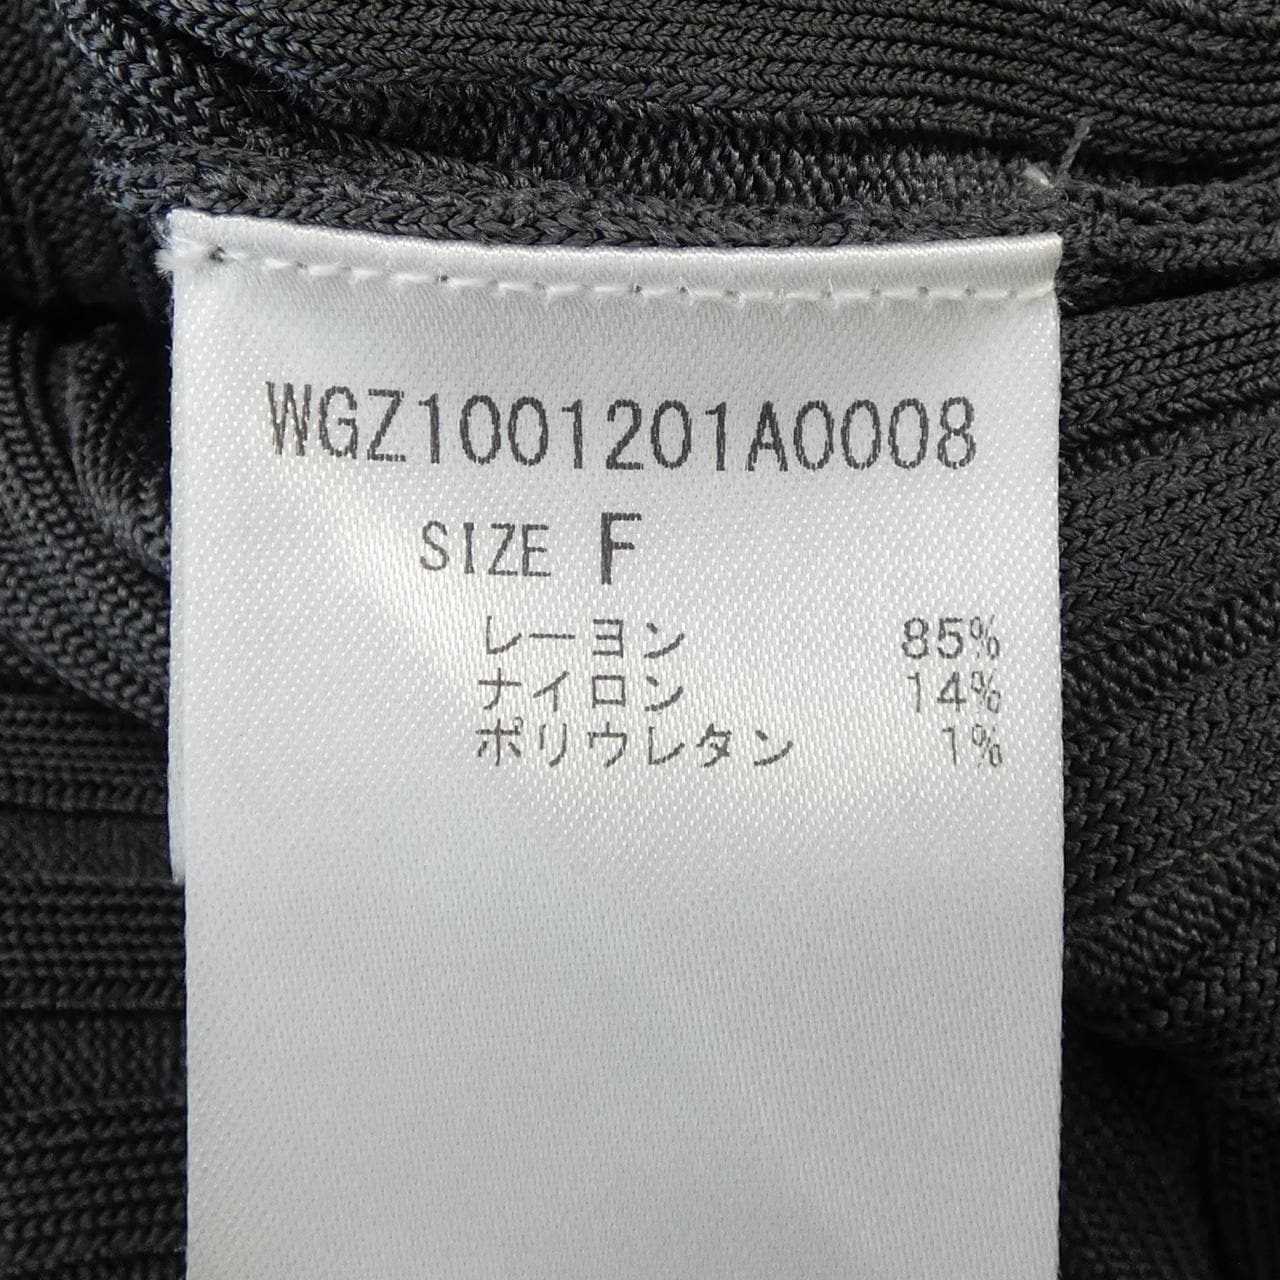 WGZ1001201A0008
SIZE F
レーヨン 85%
ナイロン 14%
ポリウレタン 1%